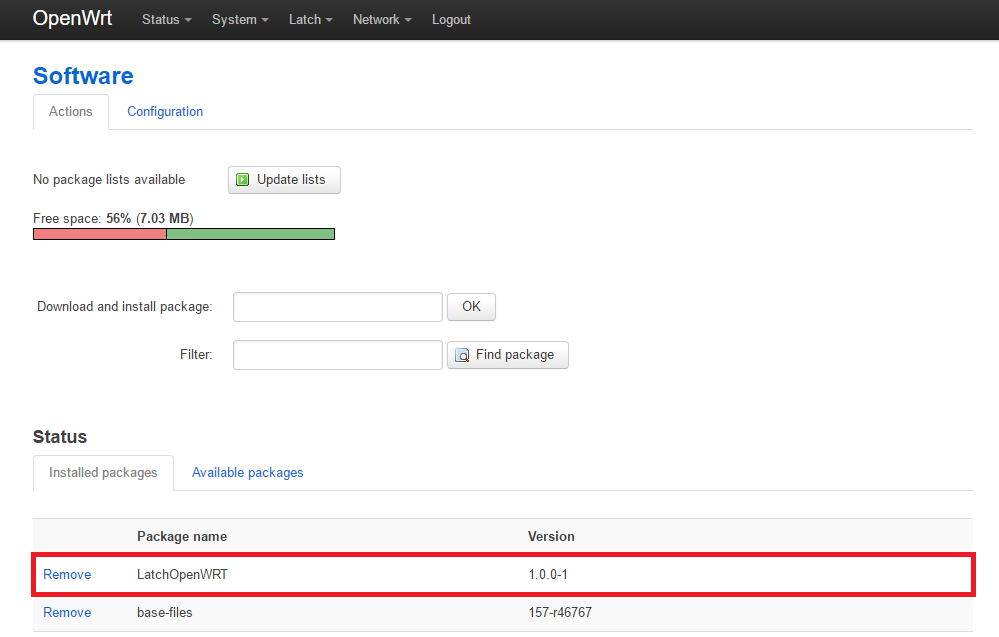 OpenWrt Status System Latch Network Logout
Software
Actions Configuration
No package lists available Update lists
Free space: 56% (7.03 MB)
Download and install package: OK
Filter: Find package
Status
Installed packages Available packages
Package name Version
Remove LatchOpenWRT 1.0.0-1
Remove base-files 157-r46767